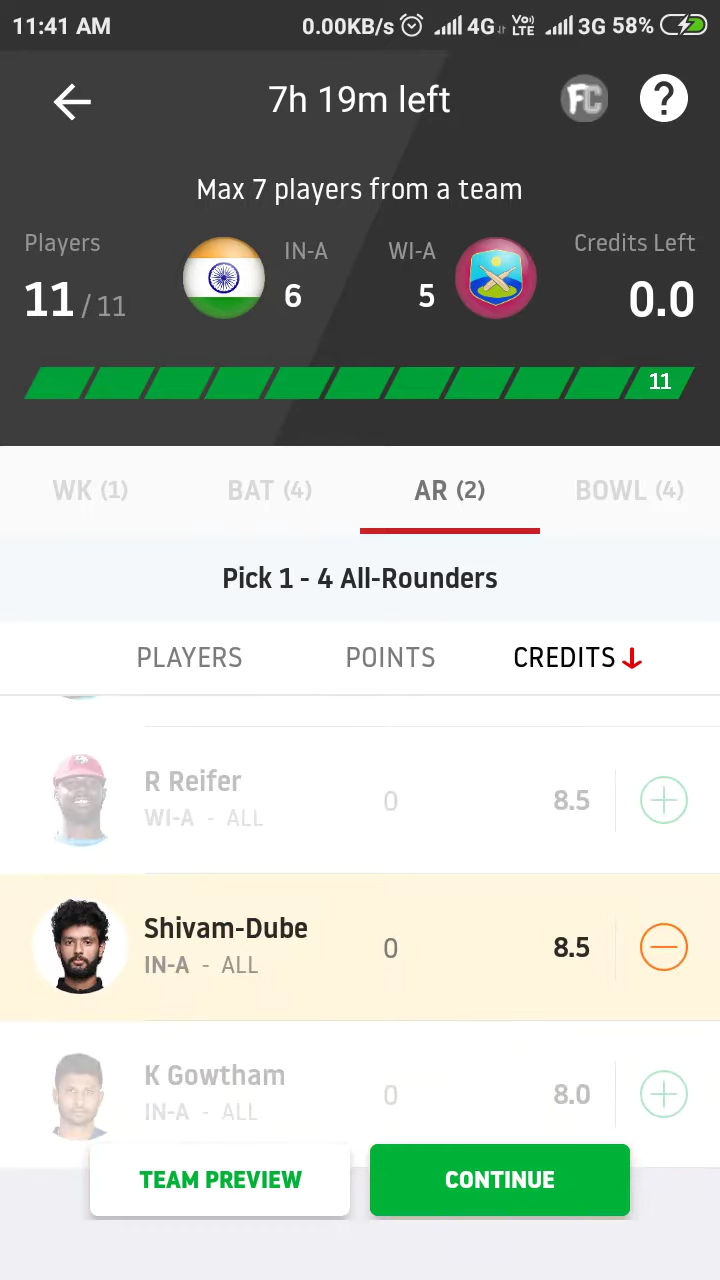 11:41 AM 0.00KB/s 4G VoLTE 3G 58%
7h 19m left FC ?
Max 7 players from a team
Players IN-A WI-A Credits Left
11 / 11 6 5 0.0
11
WK (1) BAT (4) AR (2) BOWL (4)
Pick 1 - 4 All-Rounders
PLAYERS POINTS CREDITS
R Reifer 0 8.5
WI-A - ALL
Shivam-Dube 0 8.5
IN-A - ALL
K Gowtham 0 8.0
IN-A - ALL
TEAM PREVIEW CONTINUE